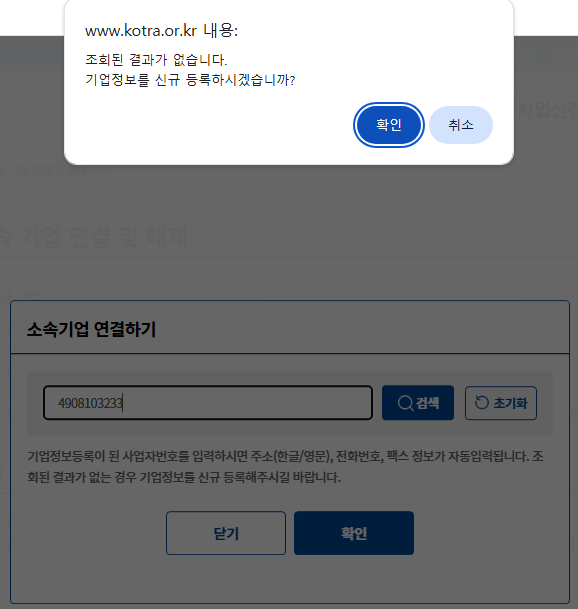 www.kotra.or.kr 내용:
조회된 결과가 없습니다.
기업정보를 신규 등록하시겠습니까?
확인 취소
사업신청
속 기업 연결 및 해제
소속기업 연결하기
4908103233 검색 초기화
기업정보등록이 된 사업자번호를 입력하시면 주소(한글/영문), 전화번호, 팩스 정보가 자동입력됩니다. 조
회된 결과가 없는 경우 기업정보를 신규 등록해주시길 바랍니다.
닫기 확인